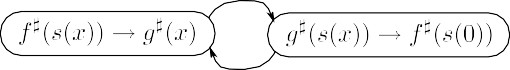 f♯(s(x)) → g♯(x)
g♯(s(x)) → f♯(s(0))